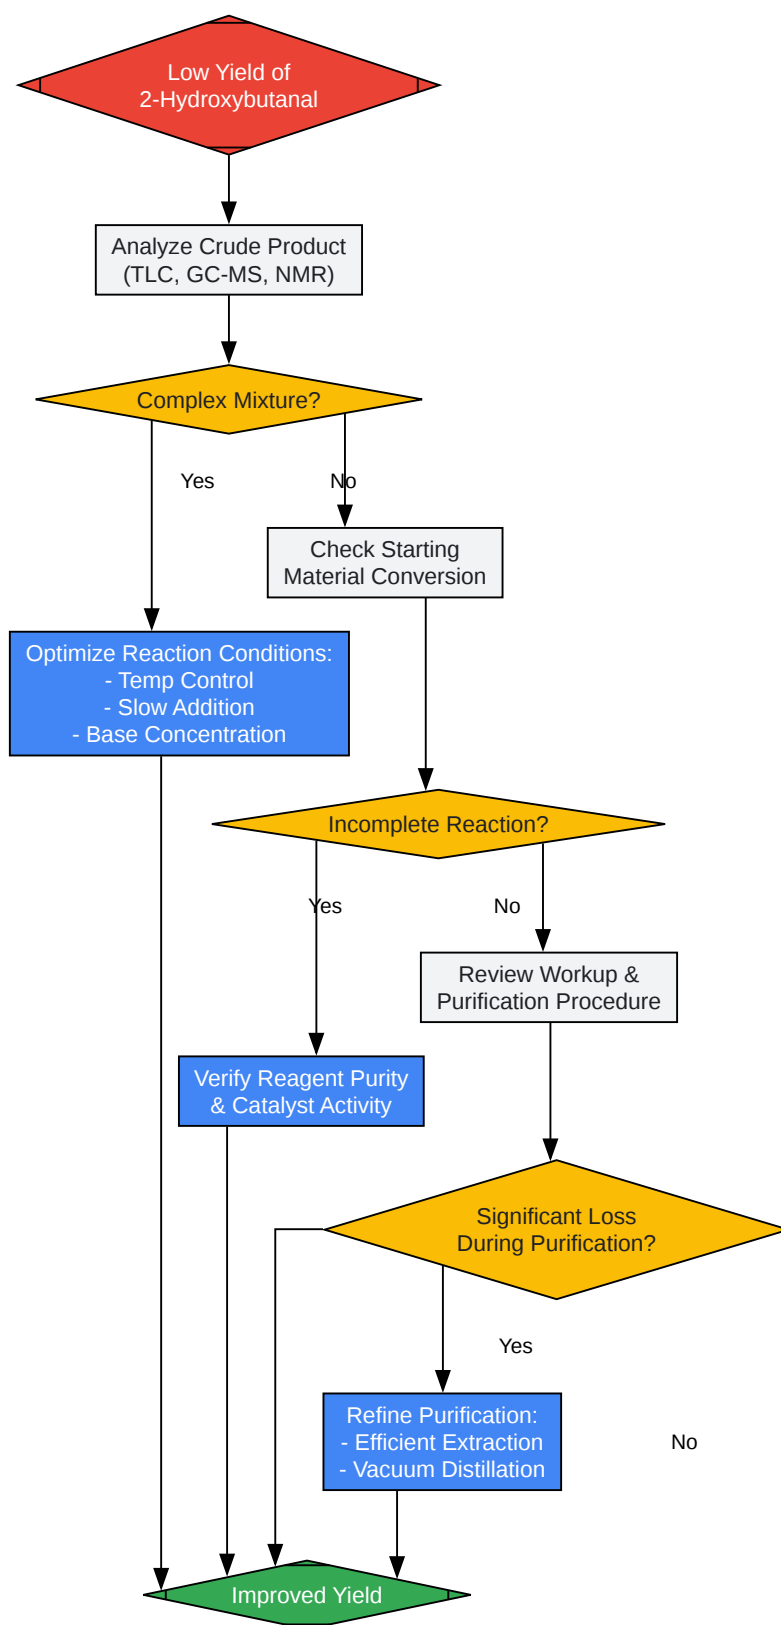 Low Yield of
2-Hydroxybutanal
Analyze Crude Product
(TLC, GC-MS, NMR)
Complex Mixture?
Yes
No
Check Starting
Material Conversion
Optimize Reaction Conditions:
- Temp Control
- Slow Addition
- Base Concentration
Incomplete Reaction?
Yes
No
Review Workup &
Purification Procedure
Verify Reagent Purity
& Catalyst Activity
Significant Loss
During Purification?
Yes
Refine Purification:
- Efficient Extraction
- Vacuum Distillation
No
Improved Yield